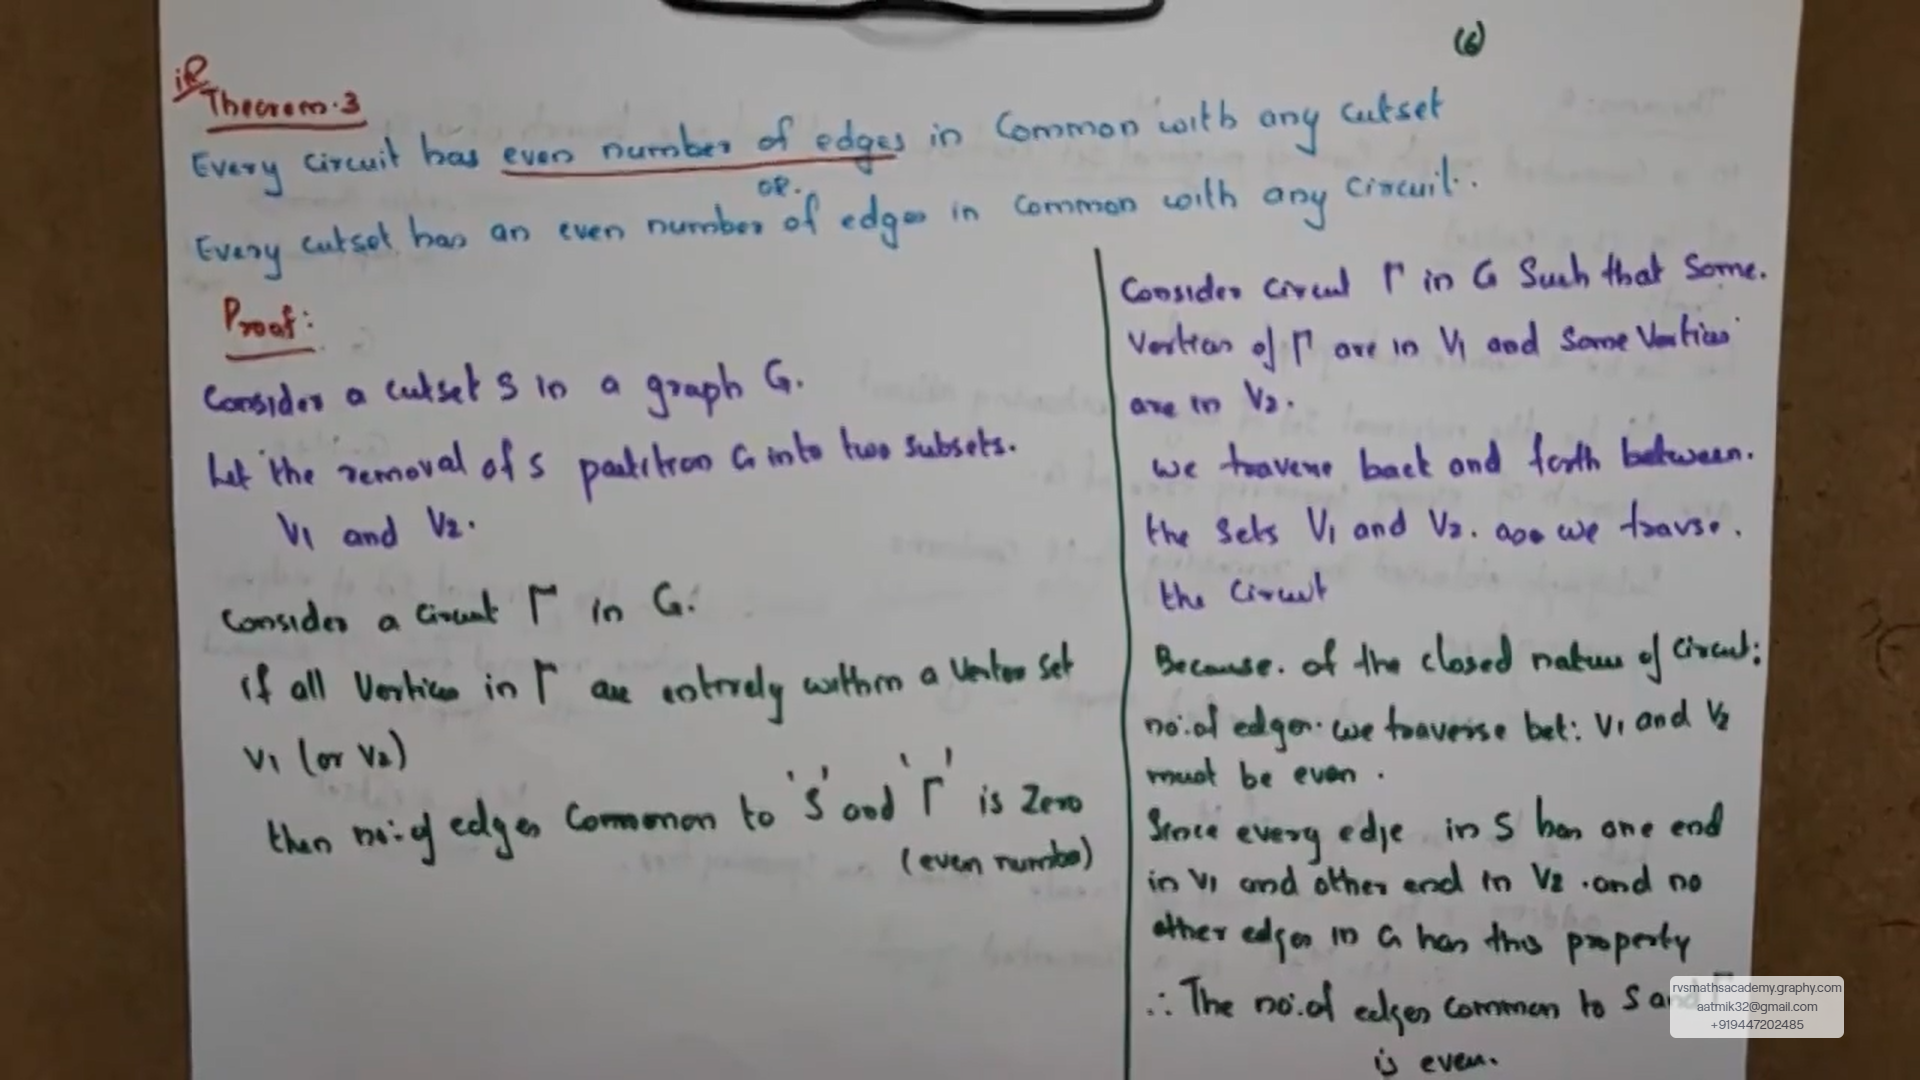 (6)
iR
Theorem.3
Every circuit has even number of edges in Common with any cutset
OR.
Every cutset has an even number of edges in common with any circuit.
Proof:
Consider a cutset S in a graph G.
Let the removal of S partition G into two subsets.
V1 and V2.
Consider a circuit Γ in G.
if all Vertices in Γ are entirely within a Vertex set
V1 (or V2)
then no: of edges Common to 'S' and 'Γ' is Zero
(even number)
Consider circuit Γ in G Such that Some.
Vertices of Γ are in V1 and Some Vertices
are in V2.
we traverse back and forth between.
the sets V1 and V2. as we travse.
the circuit
Because. of the closed nature of circuit:
no: of edges. we traverse bet: V1 and V2
must be even.
Since every edge in S has one end
in V1 and other end in V2 .and no
other edges in G has this property
∴ The no: of edges common to S and Γ
is even.
rvsmathsacademy.graphy.com
aatmik32@gmail.com
+919447202485